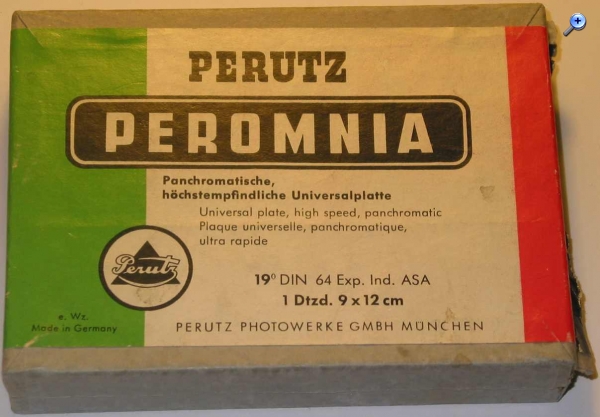 PERUTZ
PEROMNIA
Panchromatische,
höchstempfindliche Universalplatte
Universal plate, high speed, panchromatic
Plaque universelle, panchromatique,
ultra rapide
Perutz
19° DIN 64 Exp. Ind. ASA
1 Dtzd. 9 x 12 cm
e. Wz.
Made in Germany
PERUTZ PHOTOWERKE GMBH MÜNCHEN